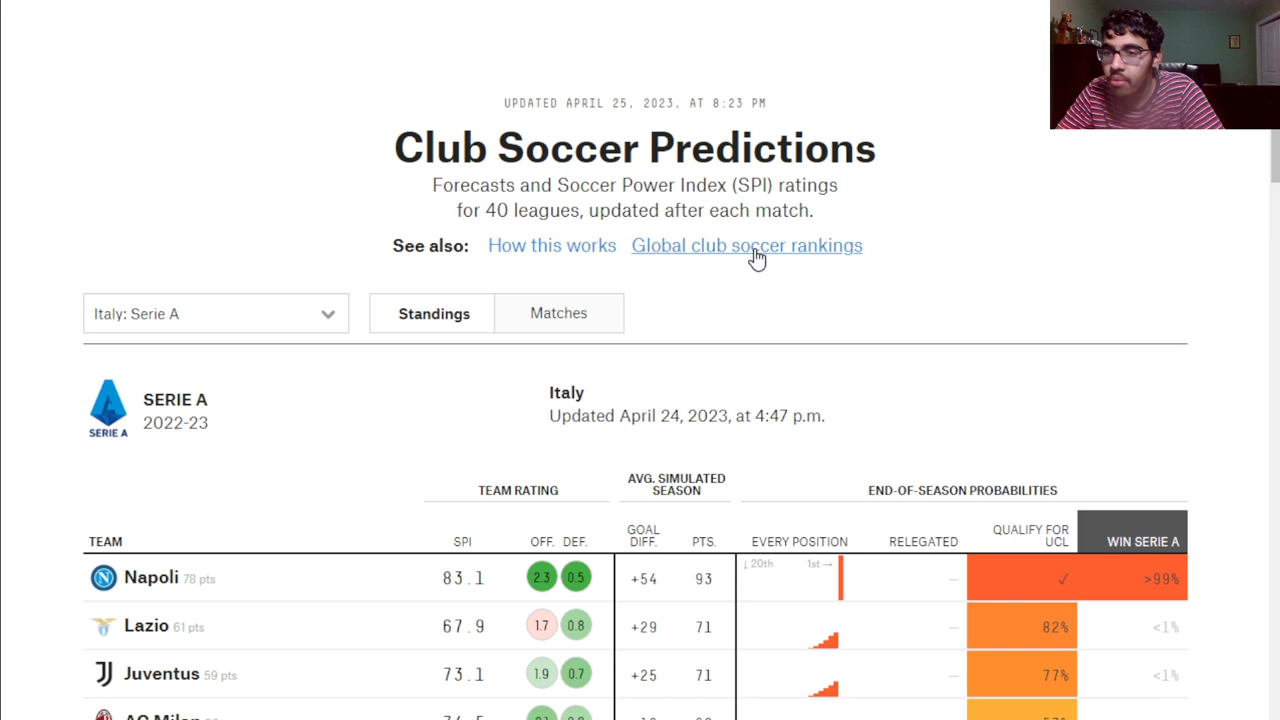 UPDATED APRIL 25, 2023, AT 8:23 PM
Club Soccer Predictions
Forecasts and Soccer Power Index (SPI) ratings
for 40 leagues, updated after each match.
See also: How this works Global club soccer rankings
Italy: Serie A Standings Matches
SERIE A
SERIE A
2022-23
Italy
Updated April 24, 2023, at 4:47 p.m.
TEAM RATING AVG. SIMULATED SEASON END-OF-SEASON PROBABILITIES
TEAM SPI OFF. DEF. GOAL DIFF. PTS. EVERY POSITION RELEGATED QUALIFY FOR UCL WIN SERIE A
↓ 20th 1st →
N Napoli 78 pts 83.1 2.3 0.5 +54 93 — ✓ >99%
Lazio 61 pts 67.9 1.7 0.8 +29 71 — 82% <1%
Juventus 59 pts 73.1 1.9 0.7 +25 71 — 77% <1%
AC Milan